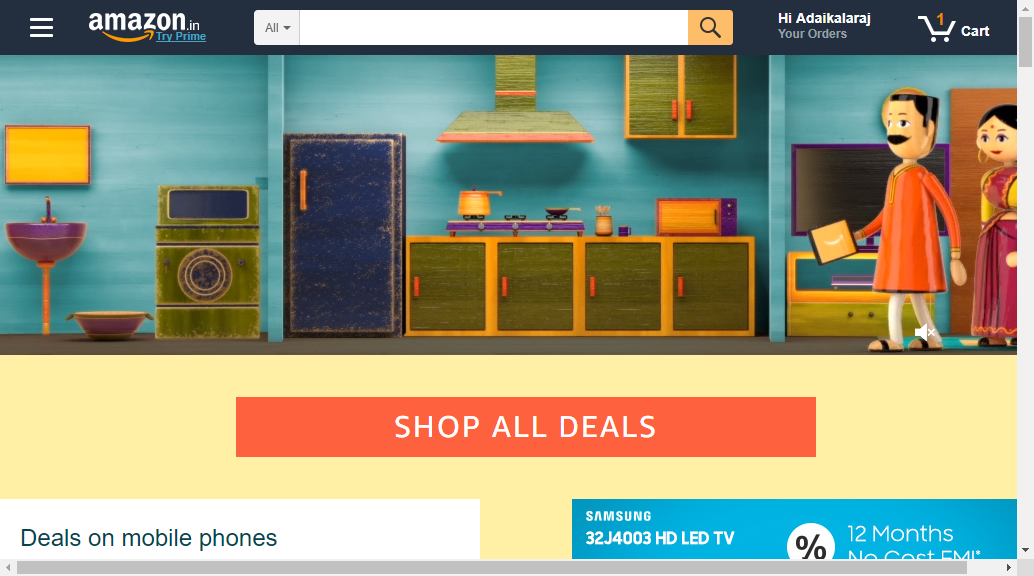 amazon.in
Try Prime
All
Hi Adaikalaraj
Your Orders
1
Cart
SHOP ALL DEALS
Deals on mobile phones
SAMSUNG
32J4003 HD LED TV
%
12 Months
No Cost EMI*